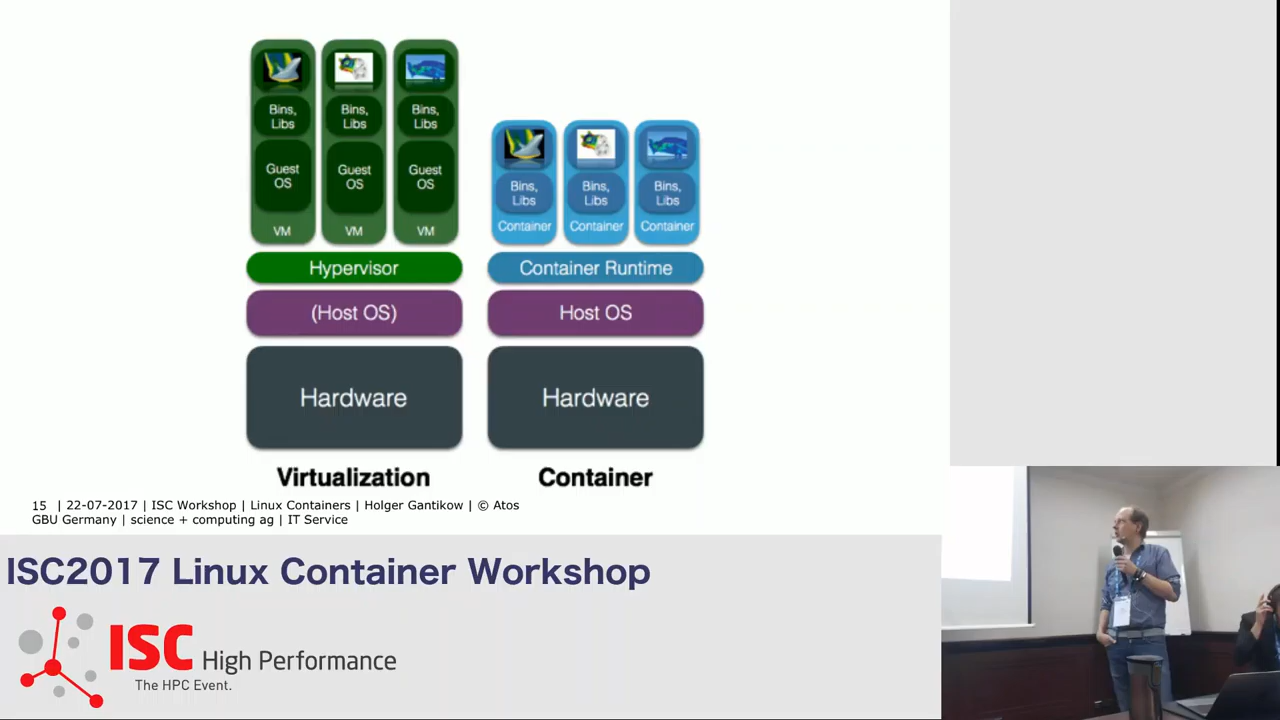 Bins,
Libs
Bins,
Libs
Bins,
Libs
Guest
OS
Guest
OS
Guest
OS
VM
VM
VM
Hypervisor
(Host OS)
Hardware
Virtualization
Bins,
Libs
Bins,
Libs
Bins,
Libs
Container
Container
Container
Container Runtime
Host OS
Hardware
Container
15 | 22-07-2017 | ISC Workshop | Linux Containers | Holger Gantikow | © Atos
GBU Germany | science + computing ag | IT Service
ISC2017 Linux Container Workshop
ISC High Performance
The HPC Event.